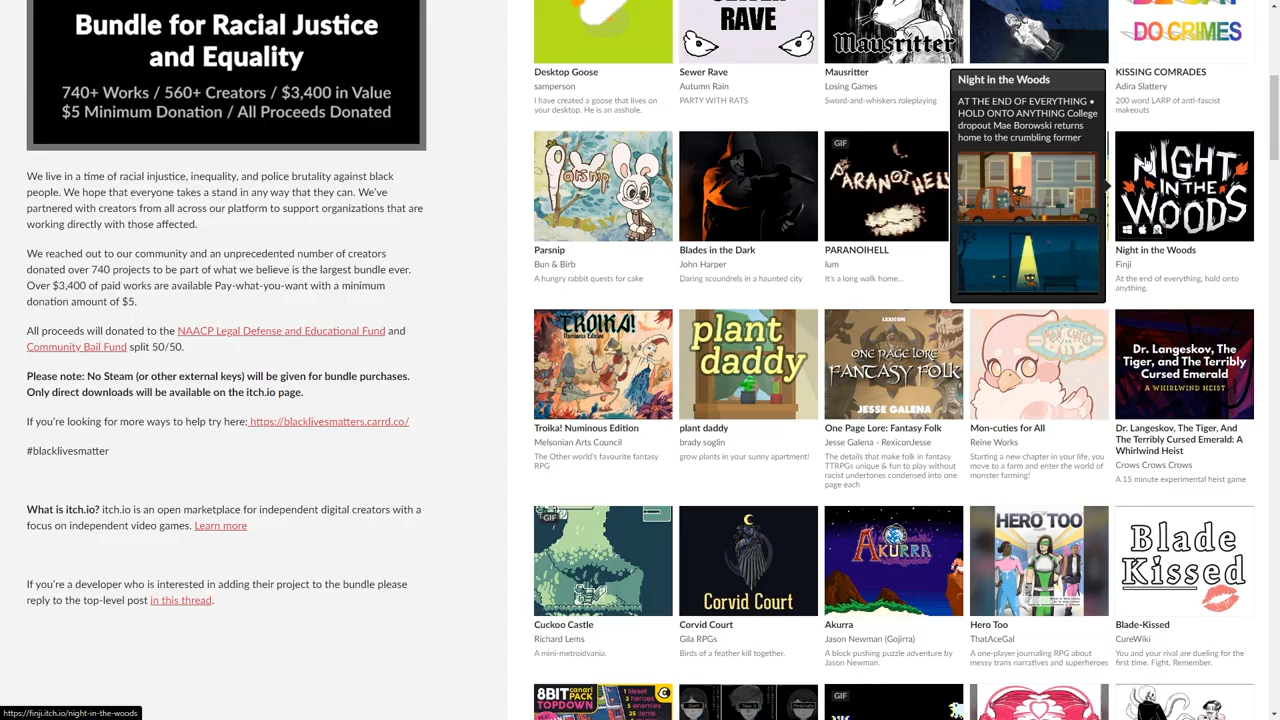 Bundle for Racial Justice
and Equality
740+ Works / 560+ Creators / $3,400 in Value
$5 Minimum Donation / All Proceeds Donated
We live in a time of racial injustice, inequality, and police brutality against black
people. We hope that everyone takes a stand in any way that they can. We've
partnered with creators from all across our platform to support organizations that are
working directly with those affected.
We reached out to our community and an unprecedented number of creators
donated over 740 projects to be part of what we believe is the largest bundle ever.
Over $3,400 of paid works are available Pay-what-you-want with a minimum
donation amount of $5.
All proceeds will donated to the NAACP Legal Defense and Educational Fund and
Community Bail Fund split 50/50.
Please note: No Steam (or other external keys) will be given for bundle purchases.
Only direct downloads will be available on the itch.io page.
If you're looking for more ways to help try here: https://blacklivesmatters.carrd.co/
#blacklivesmatter
What is itch.io? itch.io is an open marketplace for independent digital creators with a
focus on independent video games. Learn more
If you're a developer who is interested in adding their project to the bundle please
reply to the top-level post in this thread.
https://finji.itch.io/night-in-the-woods
RAVE
Mausritter
DO CRIMES
Desktop Goose
samperson
I have created a goose that lives on
your desktop. He is an asshole.
Sewer Rave
Autumn Rain
PARTY WITH RATS
Mausritter
Losing Games
Sword-and-whiskers roleplaying
Night in the Woods
AT THE END OF EVERYTHING •
HOLD ONTO ANYTHING College
dropout Mae Borowski returns
home to the crumbling former
KISSING COMRADES
Adira Slattery
200 word LARP of anti-fascist
makeouts
Parsnip
GIF
PARANOIHELL
NIGHT
IN THE
WOODS
Parsnip
Bun & Birb
A hungry rabbit quests for cake
Blades in the Dark
John Harper
Daring scoundrels in a haunted city
PARANOIHELL
lum
It's a long walk home...
Night in the Woods
Finji
At the end of everything, hold onto
anything.
TROIKA!
Numinous Edition
plant
daddy
LEXICON
ONE PAGE LORE:
FANTASY FOLK
JESSE GALENA
MON-CUTIES
FOR ALL
Dr. Langeskov, The
Tiger, and The Terribly
Cursed Emerald:
A WHIRLWIND HEIST
Troika! Numinous Edition
Melsonian Arts Council
The Other world's favourite fantasy
RPG
plant daddy
brady soglin
grow plants in your sunny apartment!
One Page Lore: Fantasy Folk
Jesse Galena - RexiconJesse
The details that make folk in fantasy
TTRPGs unique & fun to play without
racist undertones condensed into one
page each
Mon-cuties for All
Reine Works
Starting a new chapter in your life, you
move to a farm and enter the world of
monster farming!
Dr. Langeskov, The Tiger, And
The Terribly Cursed Emerald: A
Whirlwind Heist
Crows Crows Crows
A 15 minute experimental heist game
GIF
Corvid Court
AKURRA
HERO TOO
Blade
Kissed
Cuckoo Castle
Richard Lems
A mini-metroidvania.
Corvid Court
Gila RPGs
Birds of a feather kill together.
Akurra
Jason Newman (Gojirra)
A block pushing puzzle adventure by
Jason Newman.
Hero Too
ThatAceGal
A one-player journaling RPG about
messy trans narratives and superheroes
Blade-Kissed
CureWiki
You and your rival are dueling for the
first time. Fight. Remember.
8BIT canari
PACK
TOPDOWN
1 tileset
3 heroes
5 enemies
35 items
GIF